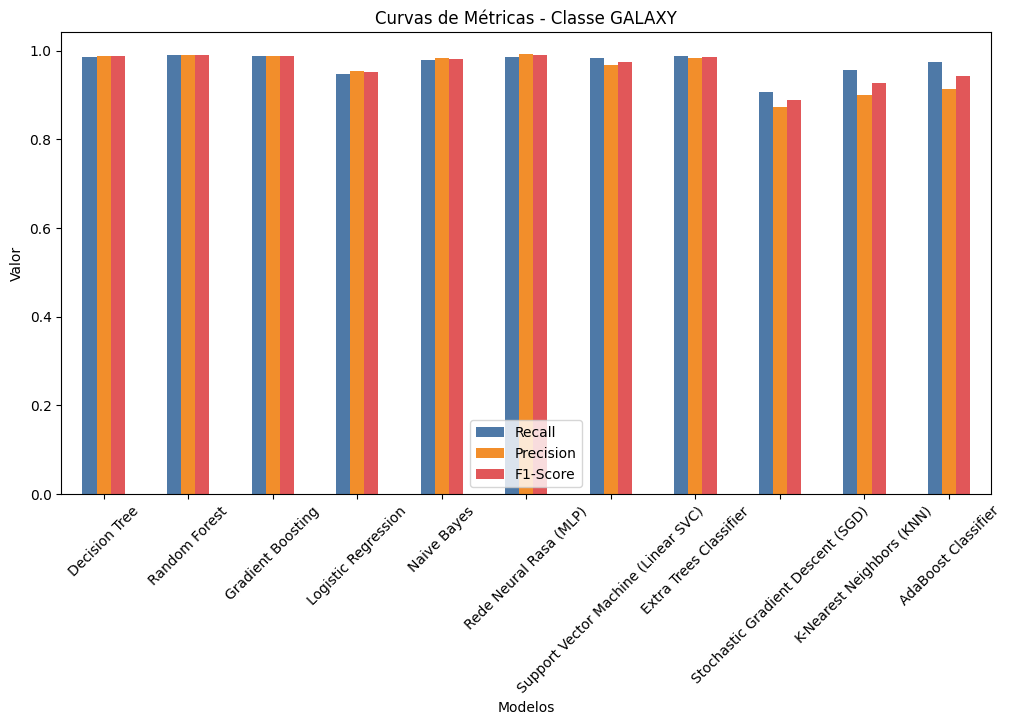 Curvas de Métricas - Classe GALAXY
1.0
0.8
0.6
0.4
0.2
0.0
Valor
Recall
Precision
F1-Score
Decision Tree
Random Forest
Gradient Boosting
Logistic Regression
Naive Bayes
Rede Neural Rasa (MLP)
Support Vector Machine (Linear SVC)
Extra Trees Classifier
Stochastic Gradient Descent (SGD)
K-Nearest Neighbors (KNN)
AdaBoost Classifier
Modelos